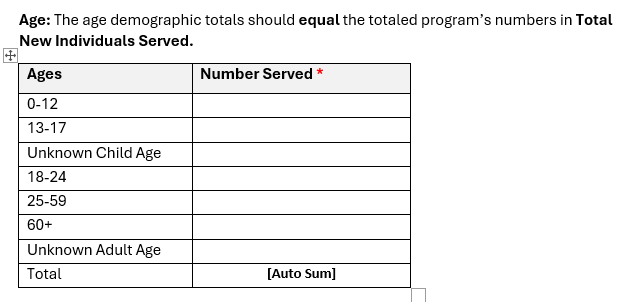 Age: The age demographic totals should equal the totaled program's numbers in Total
New Individuals Served.
Ages Number Served *
0-12
13-17
Unknown Child Age
18-24
25-59
60+
Unknown Adult Age
Total [Auto Sum]